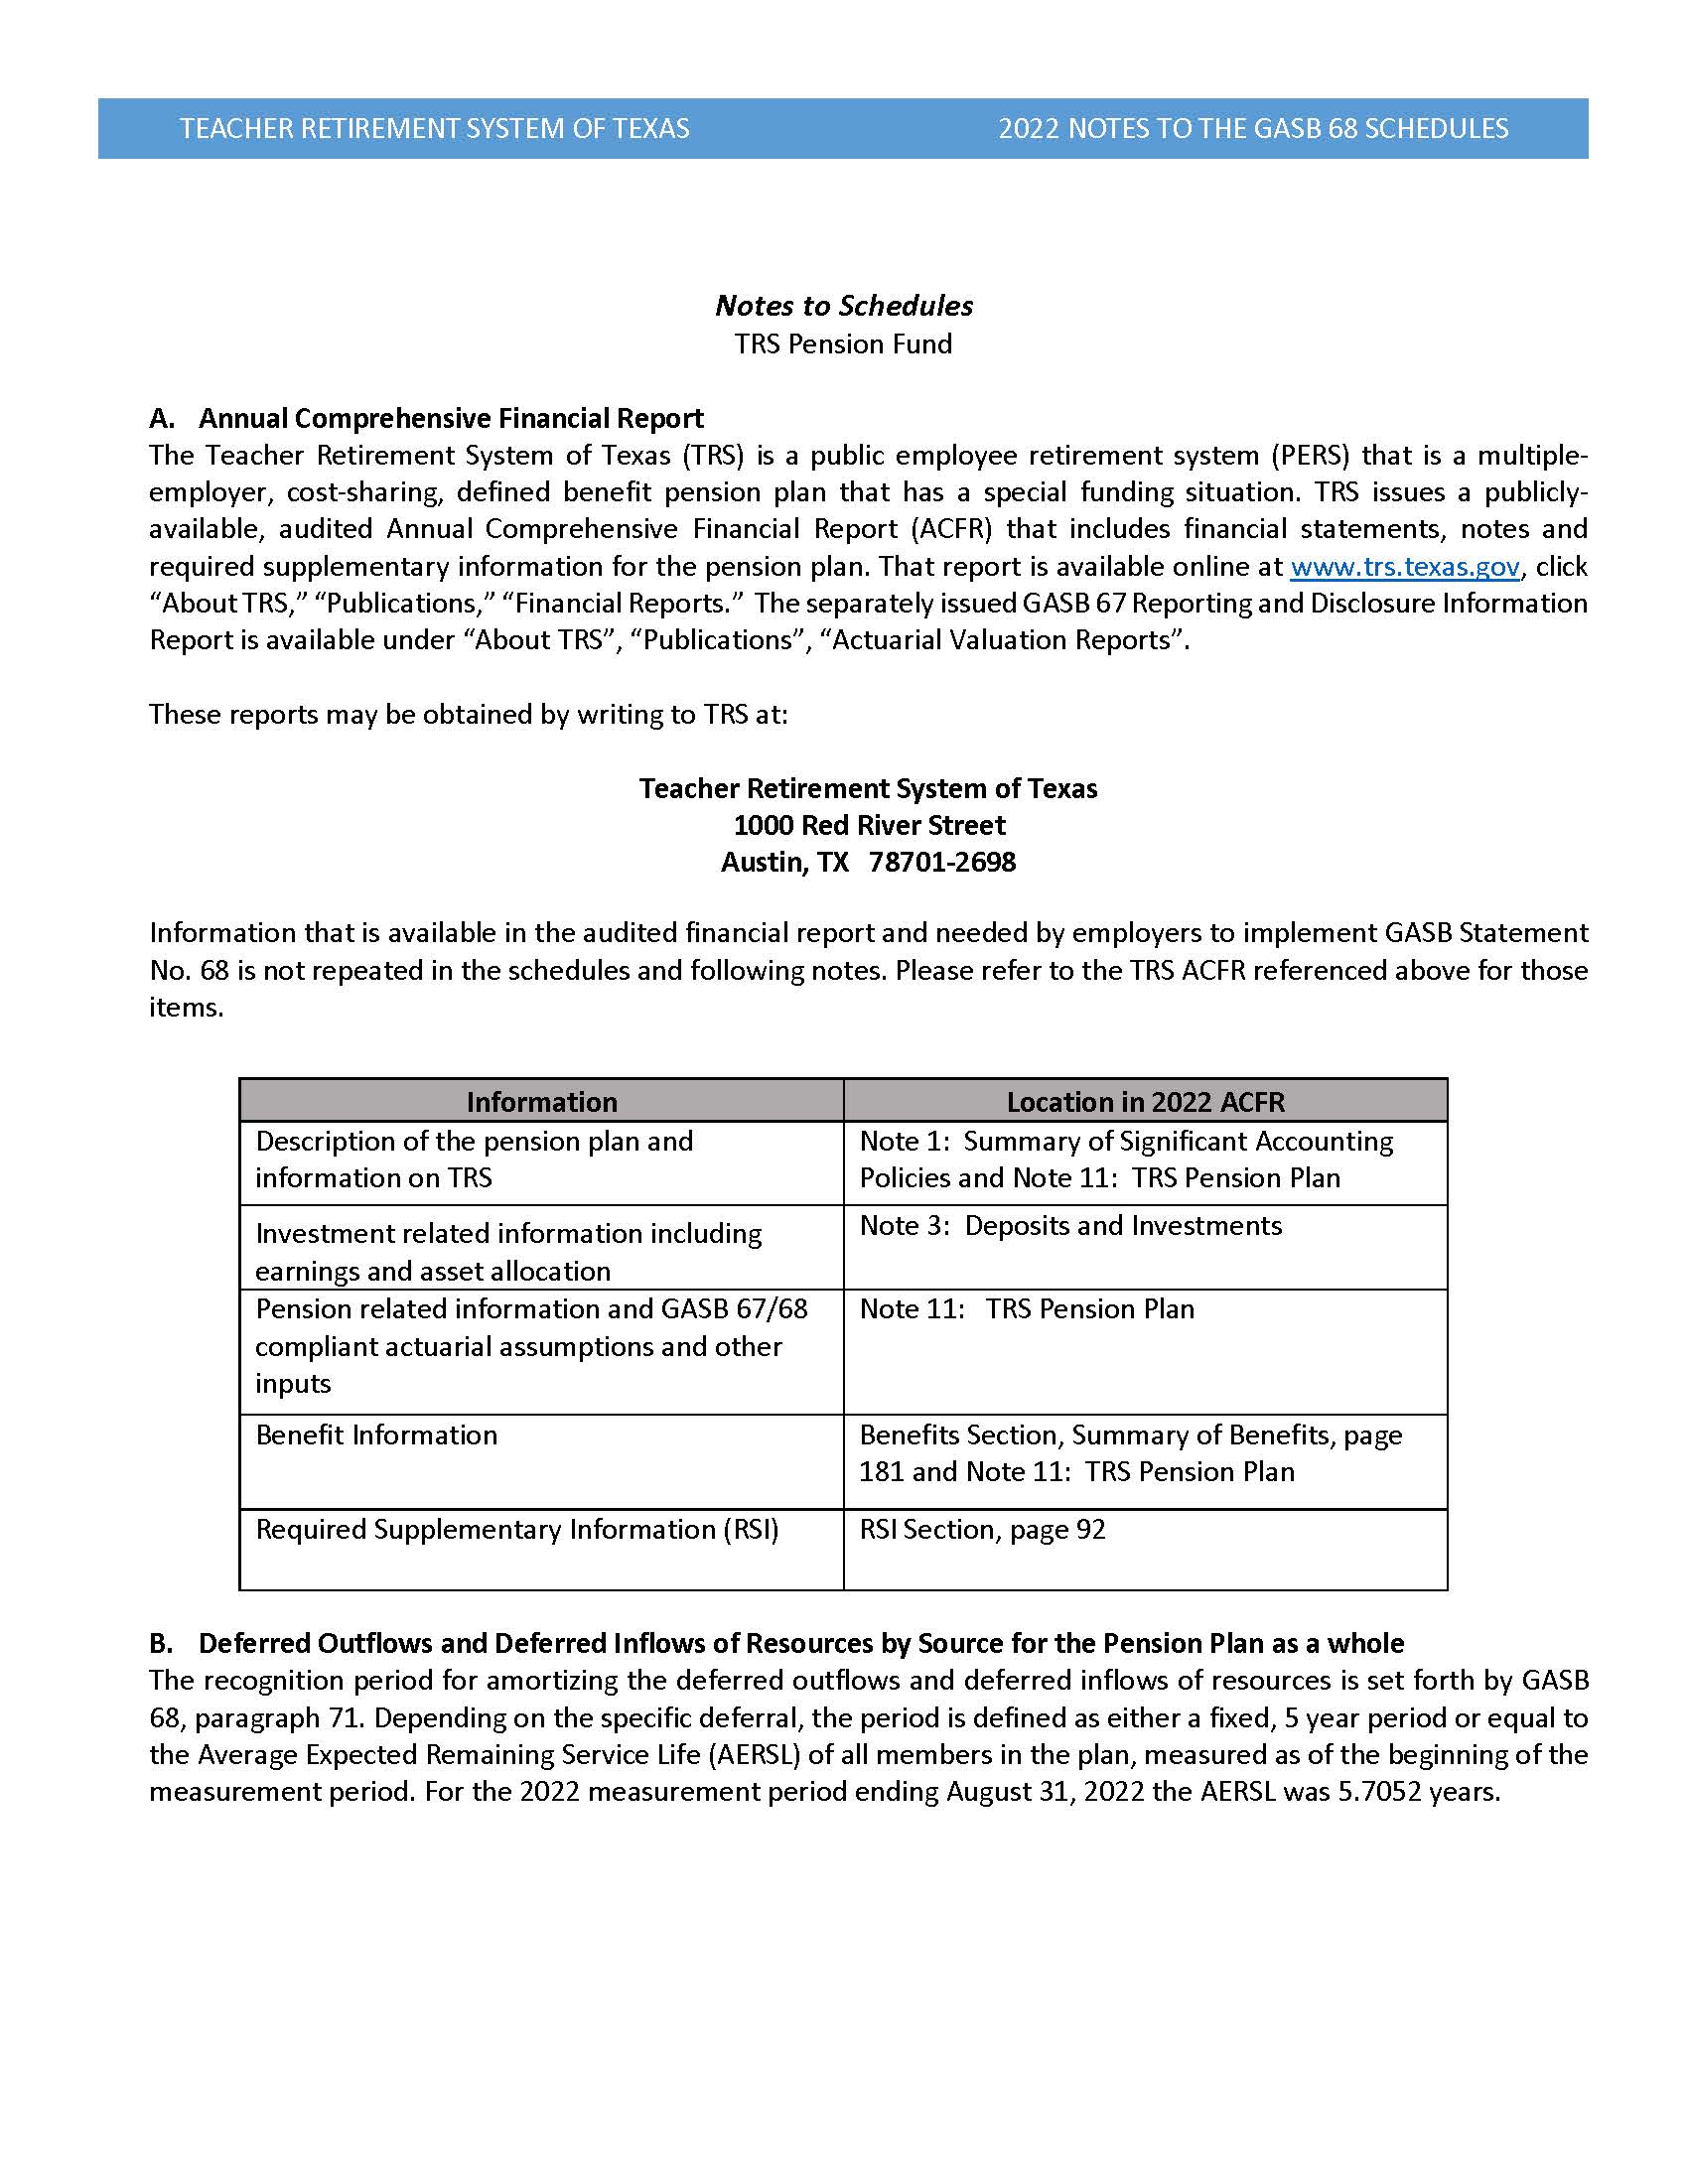 TEACHER RETIREMENT SYSTEM OF TEXAS 2022 NOTES TO THE GASB 68 SCHEDULES
Notes to Schedules
TRS Pension Fund
A. Annual Comprehensive Financial Report
The Teacher Retirement System of Texas (TRS) is a public employee retirement system (PERS) that is a multiple-
employer, cost-sharing, defined benefit pension plan that has a special funding situation. TRS issues a publicly-
available, audited Annual Comprehensive Financial Report (ACFR) that includes financial statements, notes and
required supplementary information for the pension plan. That report is available online at www.trs.texas.gov, click
“About TRS,” “Publications,” “Financial Reports.” The separately issued GASB 67 Reporting and Disclosure Information
Report is available under “About TRS”, “Publications”, “Actuarial Valuation Reports”.
These reports may be obtained by writing to TRS at:
Teacher Retirement System of Texas
1000 Red River Street
Austin, TX 78701-2698
Information that is available in the audited financial report and needed by employers to implement GASB Statement
No. 68 is not repeated in the schedules and following notes. Please refer to the TRS ACFR referenced above for those
items.
Information
Location in 2022 ACFR
Description of the pension plan and
information on TRS
Note 1: Summary of Significant Accounting
Policies and Note 11: TRS Pension Plan
Investment related information including
earnings and asset allocation
Note 3: Deposits and Investments
Pension related information and GASB 67/68
compliant actuarial assumptions and other
inputs
Note 11: TRS Pension Plan
Benefit Information
Benefits Section, Summary of Benefits, page
181 and Note 11: TRS Pension Plan
Required Supplementary Information (RSI)
RSI Section, page 92
B. Deferred Outflows and Deferred Inflows of Resources by Source for the Pension Plan as a whole
The recognition period for amortizing the deferred outflows and deferred inflows of resources is set forth by GASB
68, paragraph 71. Depending on the specific deferral, the period is defined as either a fixed, 5 year period or equal to
the Average Expected Remaining Service Life (AERSL) of all members in the plan, measured as of the beginning of the
measurement period. For the 2022 measurement period ending August 31, 2022 the AERSL was 5.7052 years.